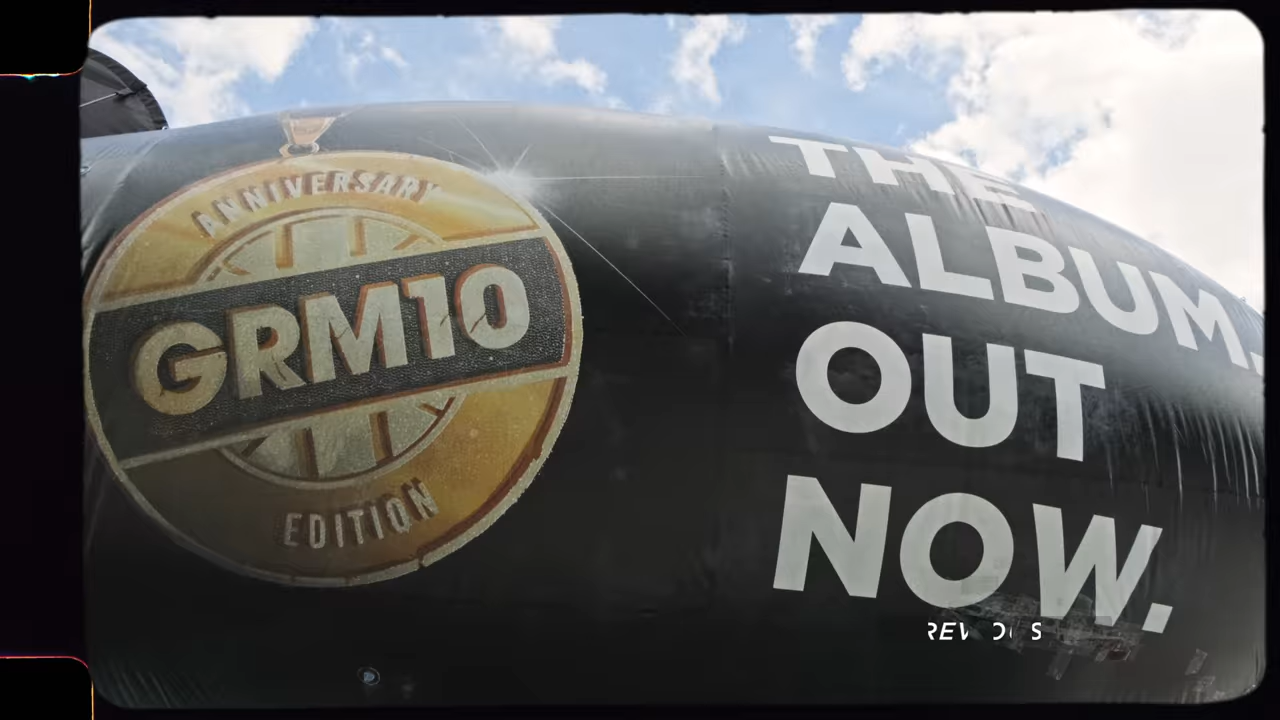 ANNIVERSARY
GRM10
EDITION
THE
ALBUM.
OUT
NOW.